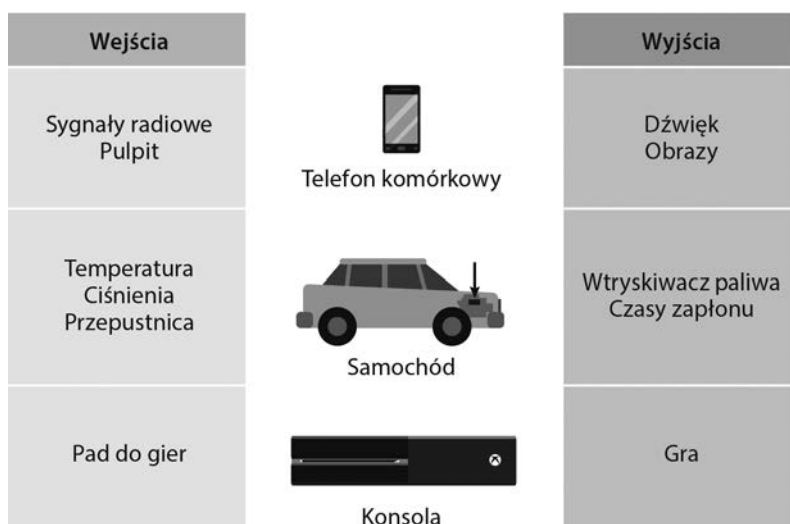 Wejścia
Wyjścia
Sygnały radiowe
Pulpit
Telefon komórkowy
Dźwięk
Obrazy
Temperatura
Ciśnienia
Przepustnica
Samochód
Wtryskiwacz paliwa
Czasy zapłonu
Pad do gier
Konsola
Gra